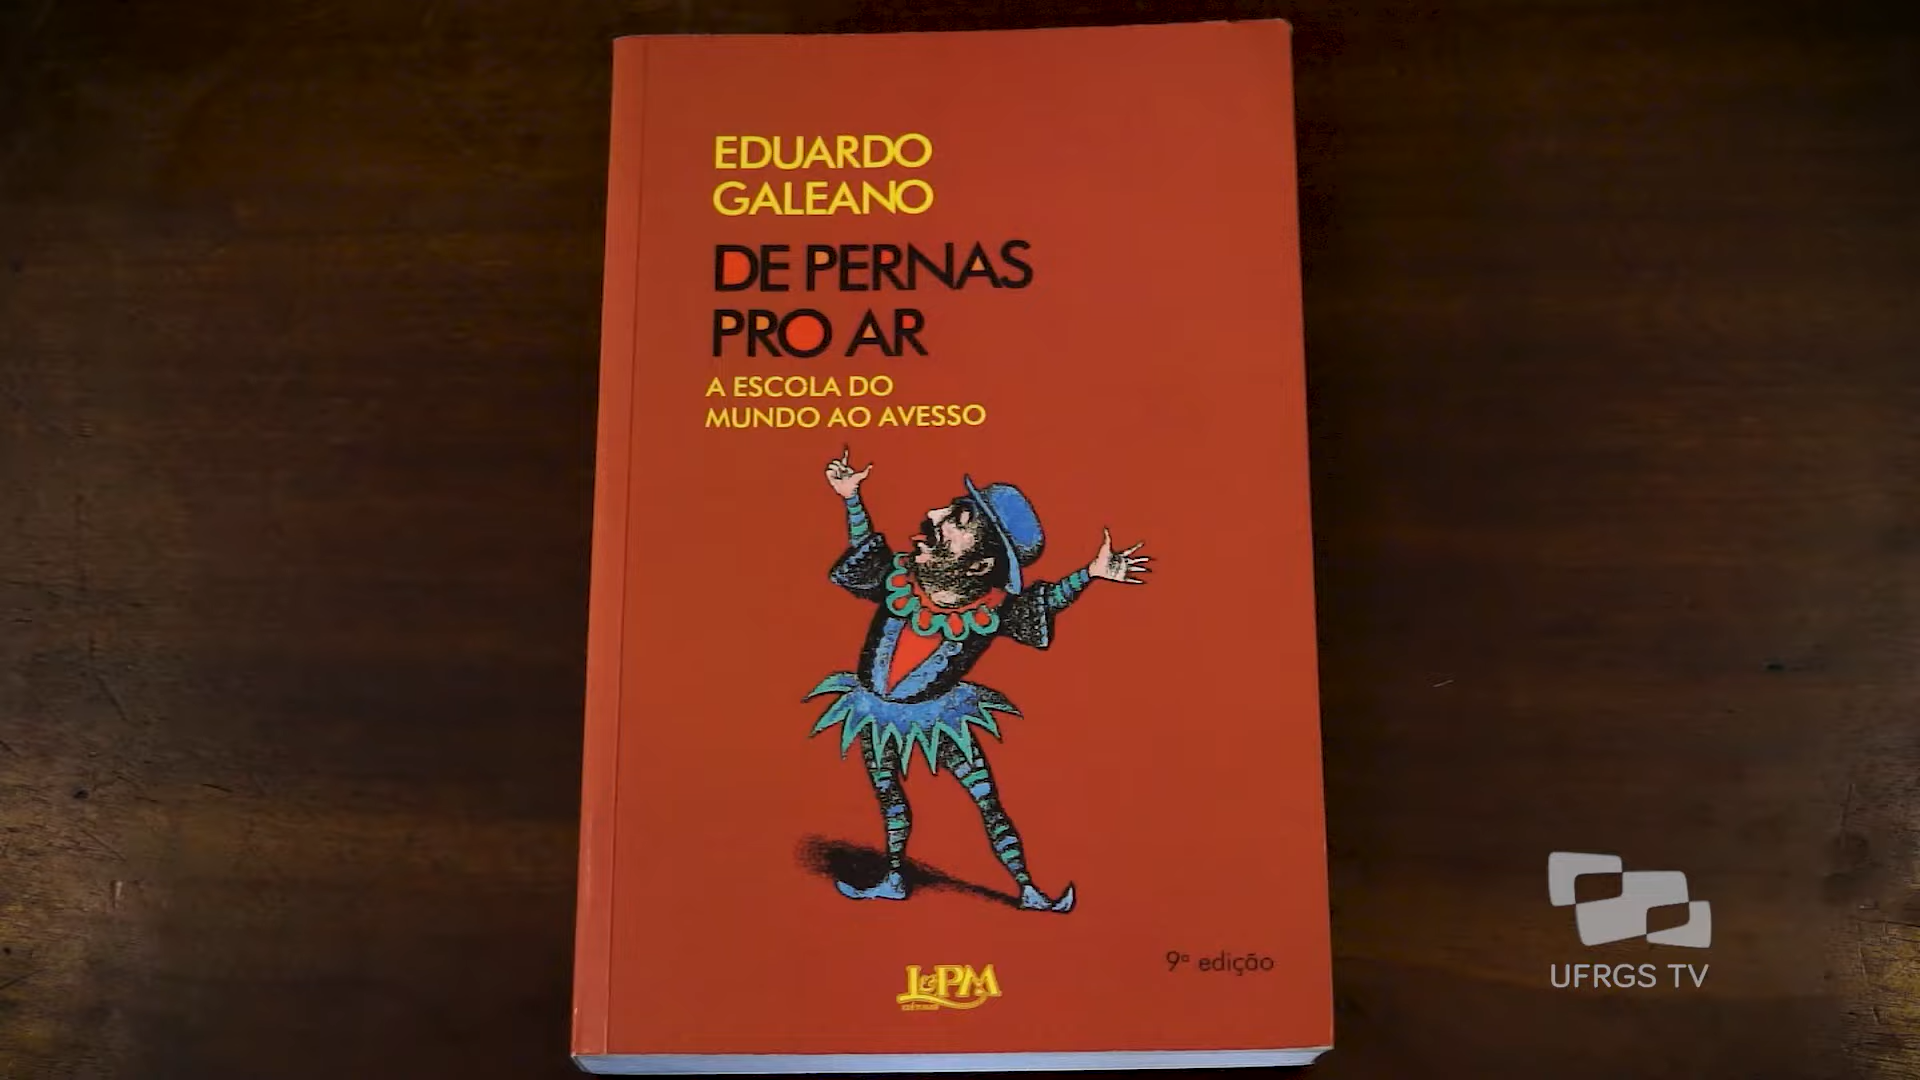 EDUARDO
GALEANO
DE PERNAS
PRO AR
A ESCOLA DO
MUNDO AO AVESSO
9ª edição
L&PM
UFRGS TV